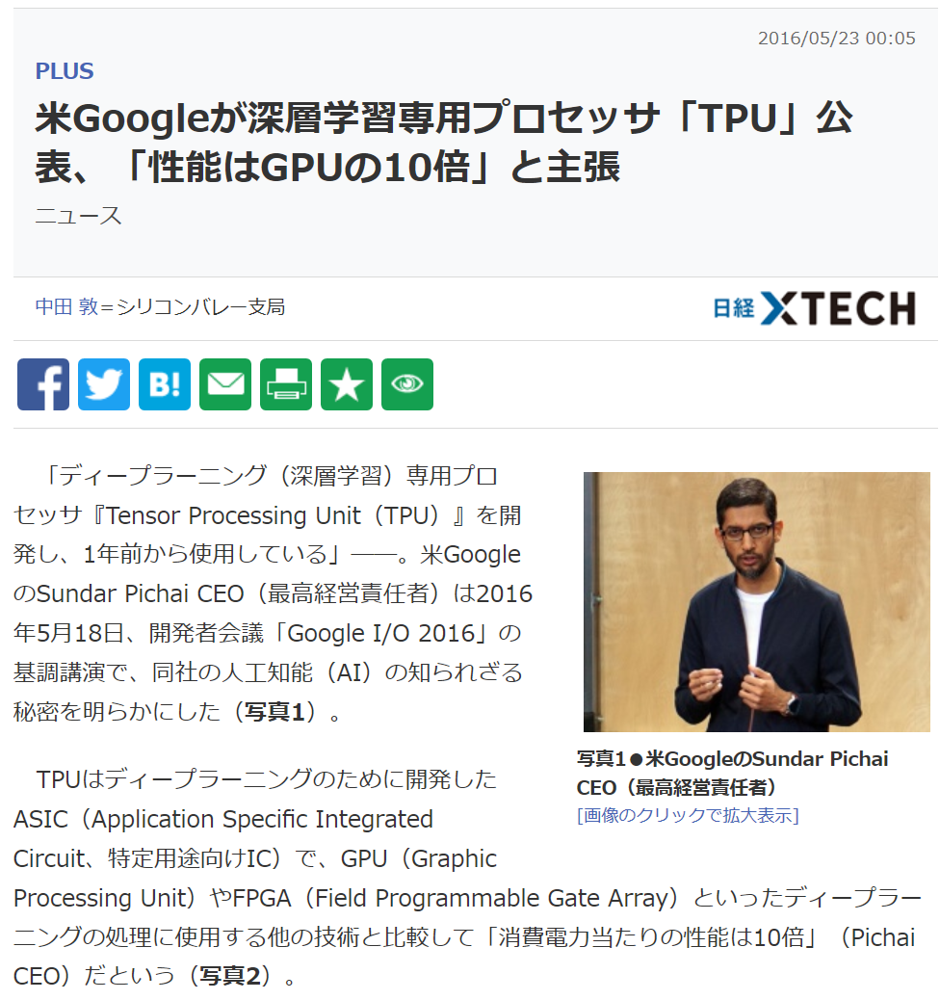 2016/05/23 00:05
PLUS
米Googleが深層学習専用プロセッサ「TPU」公
表、「性能はGPUの10倍」と主張
ニュース
中田 敦＝シリコンバレー支局
日経 XTECH
B!
「ディープラーニング（深層学習）専用プロ
セッサ『Tensor Processing Unit（TPU）』を開
発し、1年前から使用している」――。米Google
のSundar Pichai CEO（最高経営責任者）は2016
年5月18日、開発者会議「Google I/O 2016」の
基調講演で、同社の人工知能（AI）の知られざる
秘密を明らかにした（写真1）。
写真1●米GoogleのSundar Pichai
CEO（最高経営責任者）
[画像のクリックで拡大表示]
TPUはディープラーニングのために開発した
ASIC（Application Specific Integrated
Circuit、特定用途向けIC）で、GPU（Graphic
Processing Unit）やFPGA（Field Programmable Gate Array）といったディープラー
ニングの処理に使用する他の技術と比較して「消費電力当たりの性能は10倍」（Pichai
CEO）だという（写真2）。